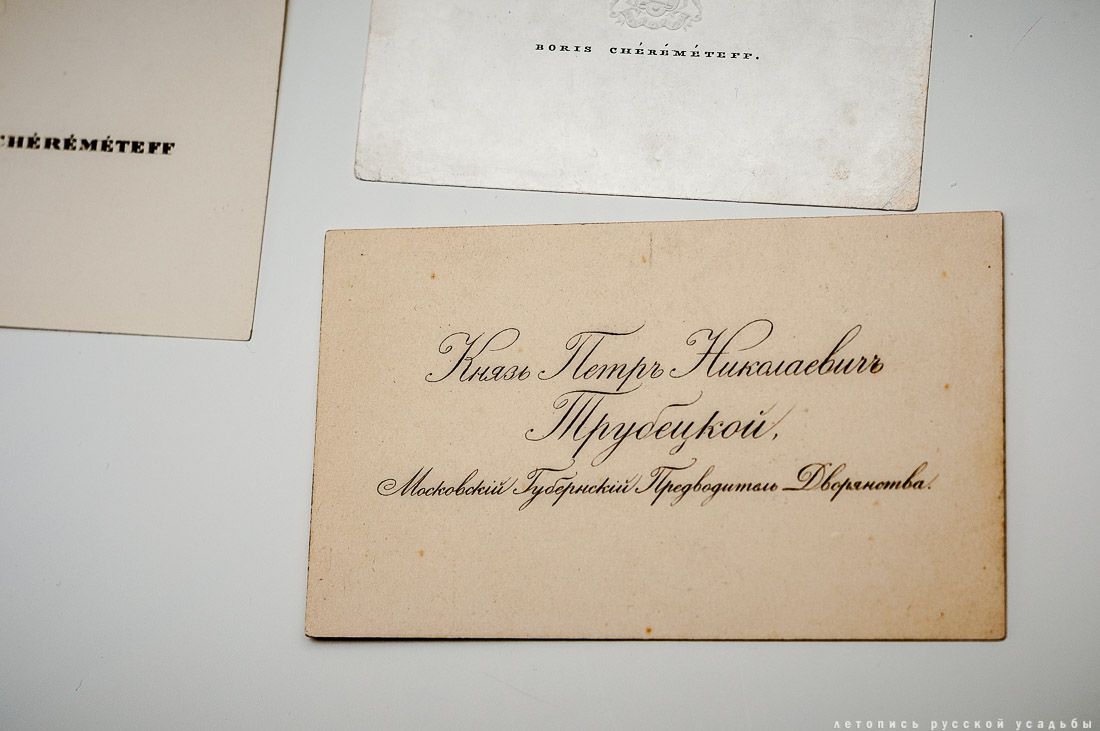 BORIS CHÉRÉMÉTEFF.
CHÉRÉMÉTEFF
Князь Петръ Николаевичъ
Трубецкой,
Московскій Губернскій Предводитель Дворянства.
летопись русской усадьбы